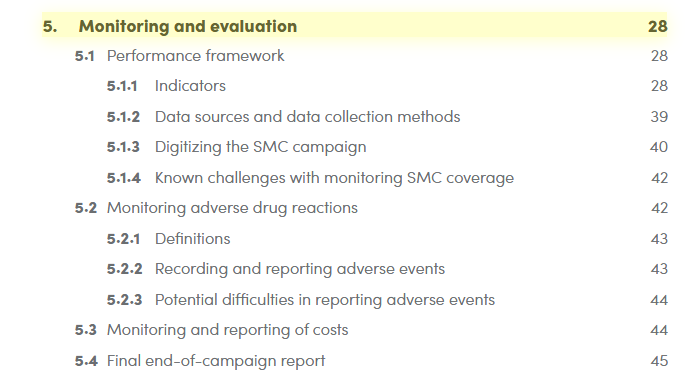 5. Monitoring and evaluation 28
5.1 Performance framework 28
5.1.1 Indicators 28
5.1.2 Data sources and data collection methods 39
5.1.3 Digitizing the SMC campaign 40
5.1.4 Known challenges with monitoring SMC coverage 42
5.2 Monitoring adverse drug reactions 42
5.2.1 Definitions 43
5.2.2 Recording and reporting adverse events 43
5.2.3 Potential difficulties in reporting adverse events 44
5.3 Monitoring and reporting of costs 44
5.4 Final end-of-campaign report 45